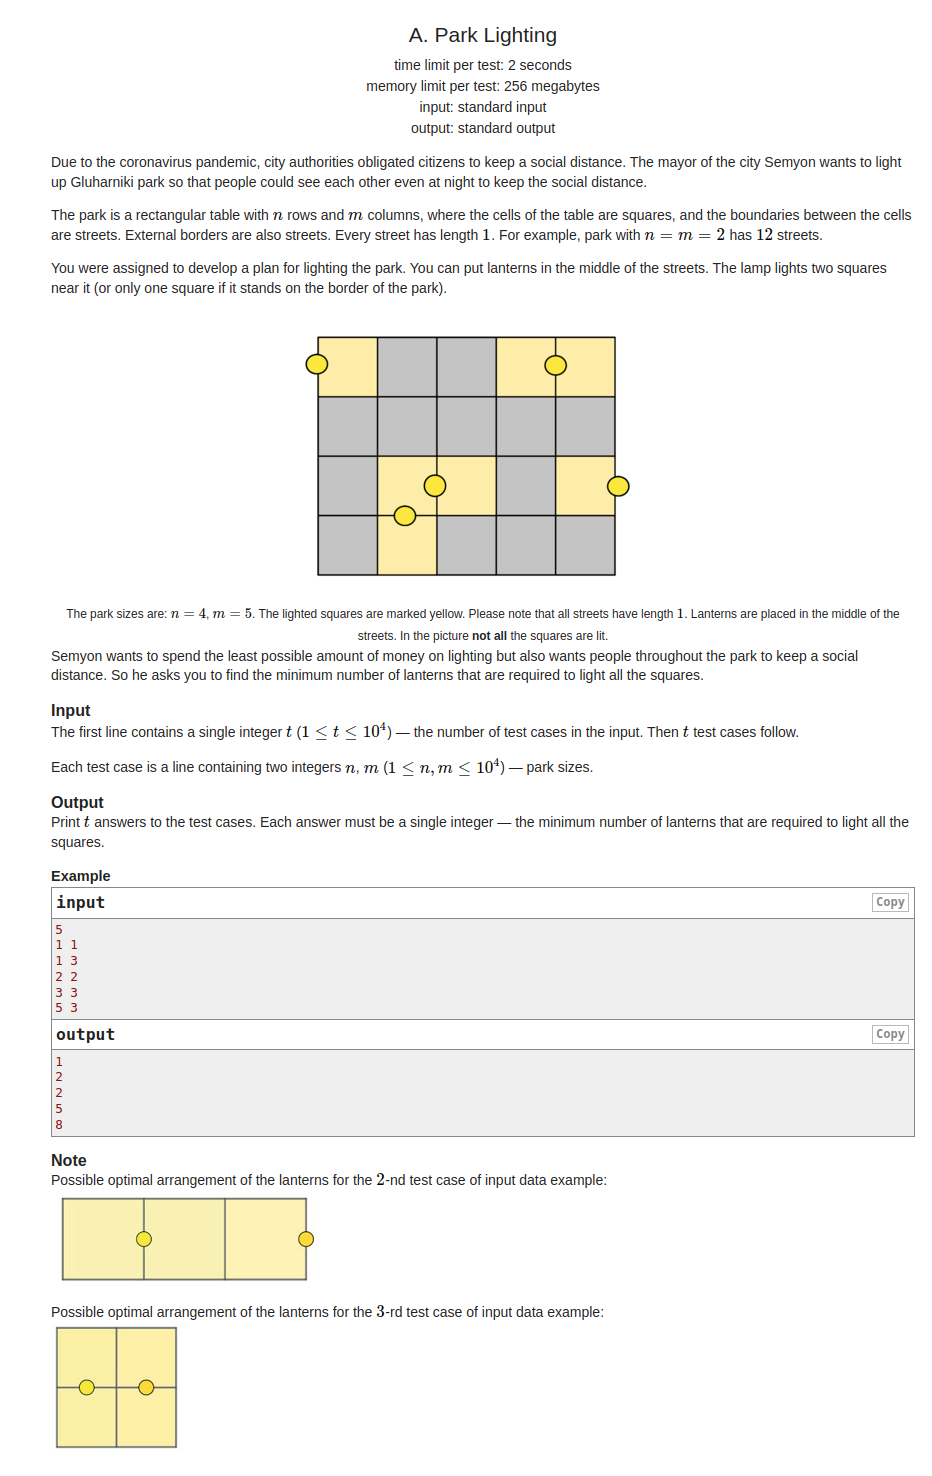 A. Park Lighting
time limit per test: 2 seconds
memory limit per test: 256 megabytes
input: standard input
output: standard output
Due to the coronavirus pandemic, city authorities obligated citizens to keep a social distance. The mayor of the city Semyon wants to light
up Gluharniki park so that people could see each other even at night to keep the social distance.
The park is a rectangular table with n rows and m columns, where the cells of the table are squares, and the boundaries between the cells
are streets. External borders are also streets. Every street has length 1. For example, park with n = m = 2 has 12 streets.
You were assigned to develop a plan for lighting the park. You can put lanterns in the middle of the streets. The lamp lights two squares
near it (or only one square if it stands on the border of the park).
The park sizes are: n = 4, m = 5. The lighted squares are marked yellow. Please note that all streets have length 1. Lanterns are placed in the middle of the
streets. In the picture not all the squares are lit.
Semyon wants to spend the least possible amount of money on lighting but also wants people throughout the park to keep a social
distance. So he asks you to find the minimum number of lanterns that are required to light all the squares.
Input
The first line contains a single integer t (1 ≤ t ≤ 10⁴) — the number of test cases in the input. Then t test cases follow.
Each test case is a line containing two integers n, m (1 ≤ n, m ≤ 10⁴) — park sizes.
Output
Print t answers to the test cases. Each answer must be a single integer — the minimum number of lanterns that are required to light all the
squares.
Example
input Copy
5
1 1
1 3
2 2
3 3
5 3
output Copy
1
2
2
5
8
Note
Possible optimal arrangement of the lanterns for the 2-nd test case of input data example:
Possible optimal arrangement of the lanterns for the 3-rd test case of input data example: